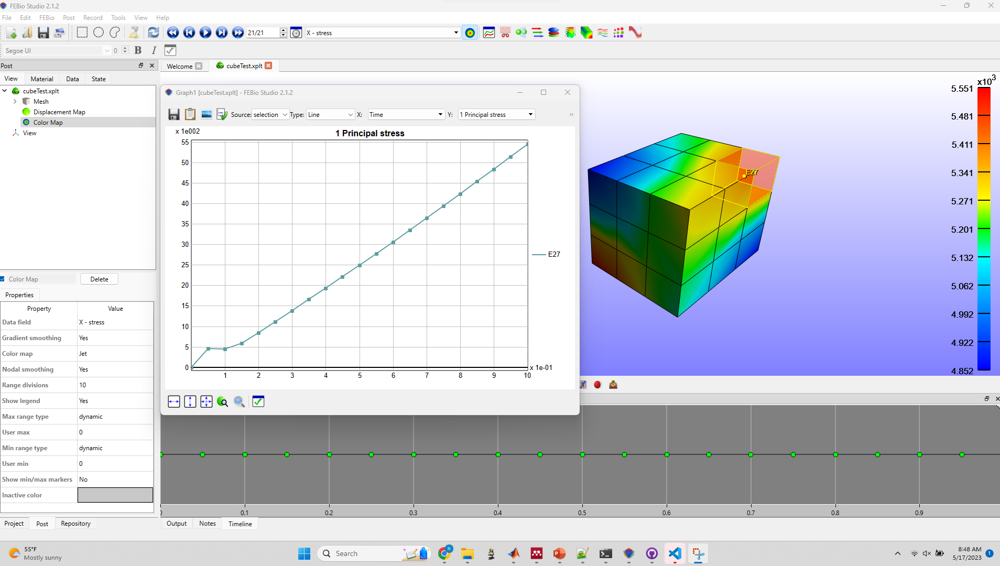 FEBio Studio 2.1.2
File Edit FEBio Post Record Tools View Help
21/21 X - stress
Segoe UI 0 B I
Post
View Material Data State
cubeTest.xplt
Mesh
Displacement Map
Color Map
View
Color Map Delete
Properties
Property Value
Data field X - stress
Gradient smoothing Yes
Color map Jet
Nodal smoothing Yes
Range divisions 10
Show legend Yes
Max range type dynamic
User max 0
Min range type dynamic
User min 0
Show min/max markers No
Inactive color
Project Post Repository
Welcome cubeTest.xplt
Graph1 [cubeTest.xplt] - FEBio Studio 2.1.2
Source: selection Type: Line X: Time Y: 1 Principal stress »
x 1e002
1 Principal stress
55
50
45
40
35
30
25
20
15
10
5
0
1 2 3 4 5 6 7 8 9 10
x 1e-01
E27
E27
x10³
5.551
5.481
5.411
5.341
5.271
5.201
5.132
5.062
4.992
4.922
4.852
0.1 0.2 0.3 0.4 0.5 0.6 0.7 0.8 0.9
Output Notes Timeline
55°F
Mostly sunny
Search
R
P
8:48 AM
5/17/2023
1